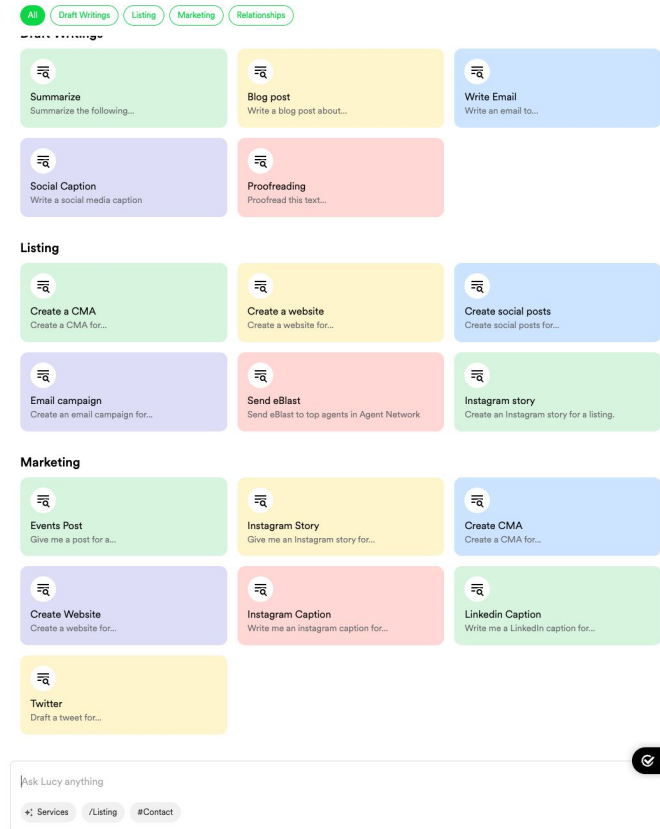 All
Draft Writings
Listing
Marketing
Relationships
Draft Writings
Summarize
Summarize the following...
Blog post
Write a blog post about...
Write Email
Write an email to...
Social Caption
Write a social media caption
Proofreading
Proofread this text...
Listing
Create a CMA
Create a CMA for...
Create a website
Create a website for...
Create social posts
Create social posts for...
Email campaign
Create an email campaign for...
Send eBlast
Send eBlast to top agents in Agent Network
Instagram story
Create an Instagram story for a listing.
Marketing
Events Post
Give me a post for a...
Instagram Story
Give me an Instagram story for...
Create CMA
Create a CMA for...
Create Website
Create a website for...
Instagram Caption
Write me an instagram caption for...
Linkedin Caption
Write me a LinkedIn caption for...
Twitter
Draft a tweet for...
Ask Lucy anything
Services
/Listing
#Contact